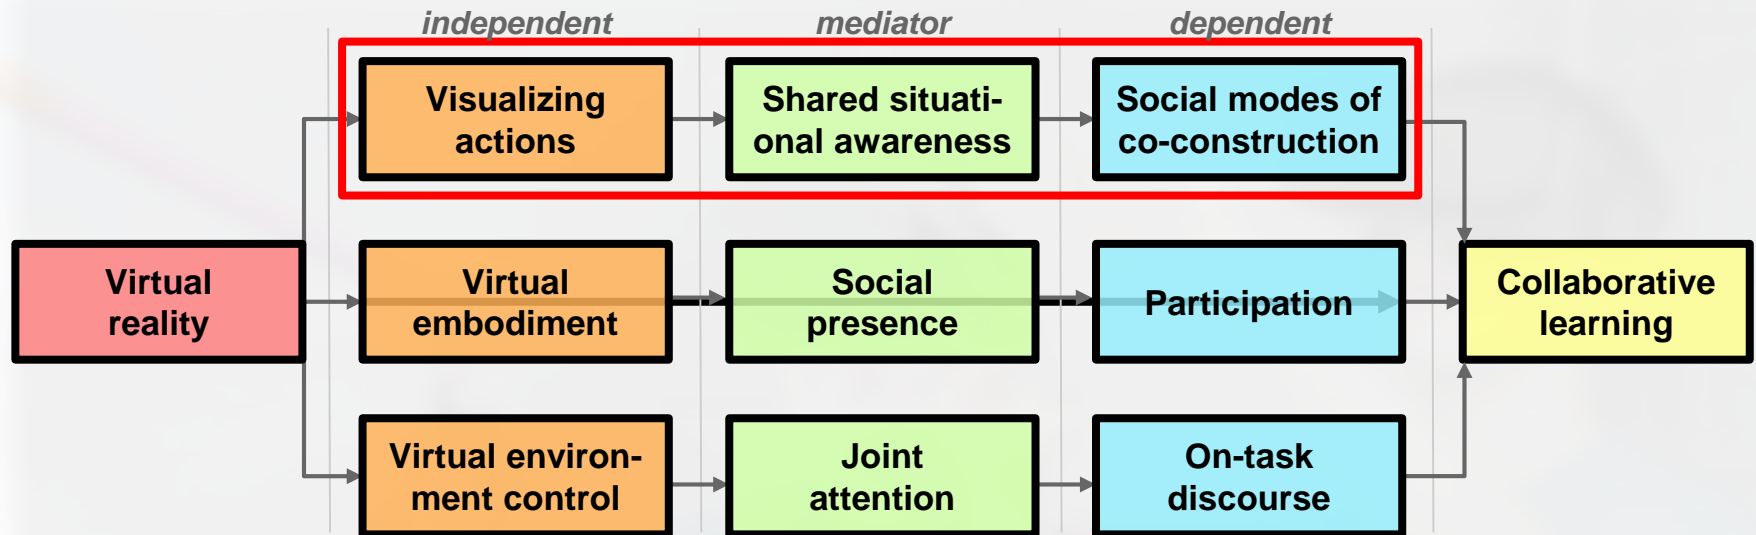 independent
mediator
dependent
Visualizing
actions
Shared situati-
onal awareness
Social modes of
co-construction
Virtual
reality
Virtual
embodiment
Social
presence
Participation
Collaborative
learning
Virtual environ-
ment control
Joint
attention
On-task
discourse